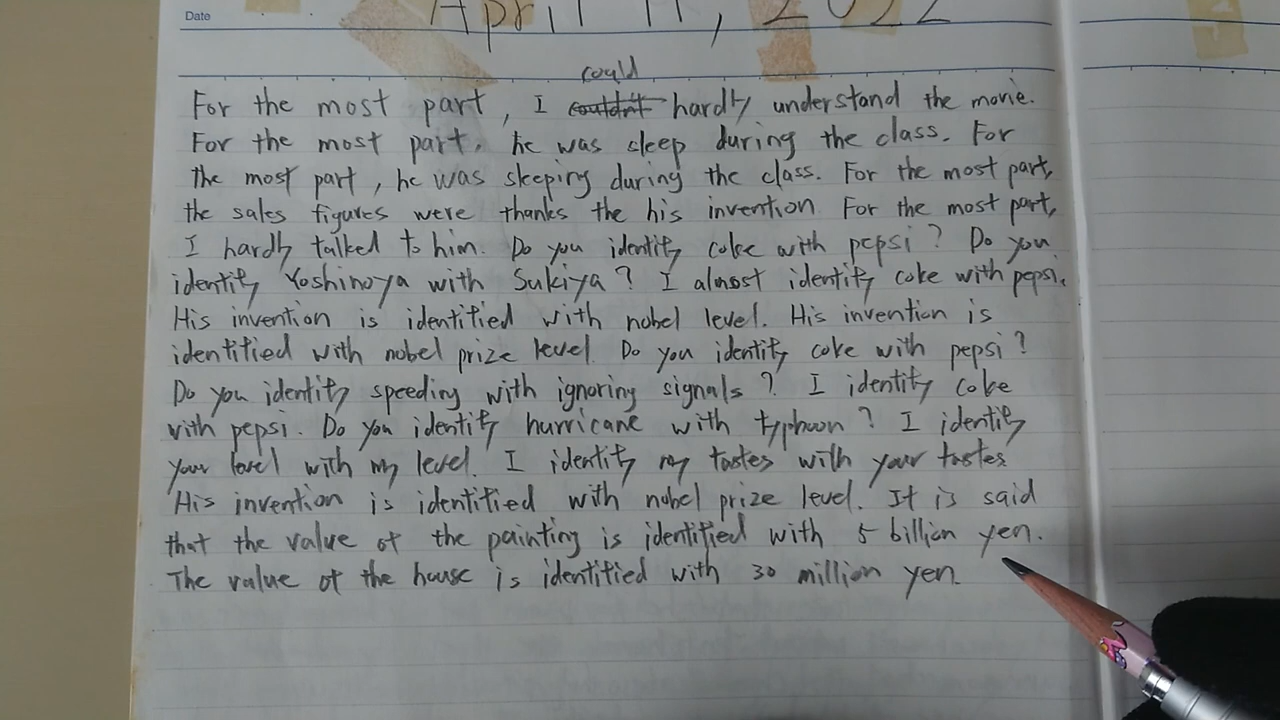 Date April 11, 2022
could
For the most part, I couldn't hardly understand the movie.
For the most part, he was sleep during the class. For
the most part, he was sleeping during the class. For the most part,
the sales figures were thanks the his invention For the most part,
I hardly talked to him. Do you identify coke with pepsi? Do you
identify Yoshinoya with Sukiya? I almost identify coke with pepsi.
His invention is identified with nobel level. His invention is
identified with nobel prize level. Do you identify coke with pepsi?
Do you identify speeding with ignoring signals? I identify coke
with pepsi. Do you identify hurricane with typhoon? I identify
your level with my level. I identify my tastes with your tastes
His invention is identified with nobel prize level. It is said
that the value of the painting is identified with 5 billion yen.
The value of the house is identified with 30 million yen.